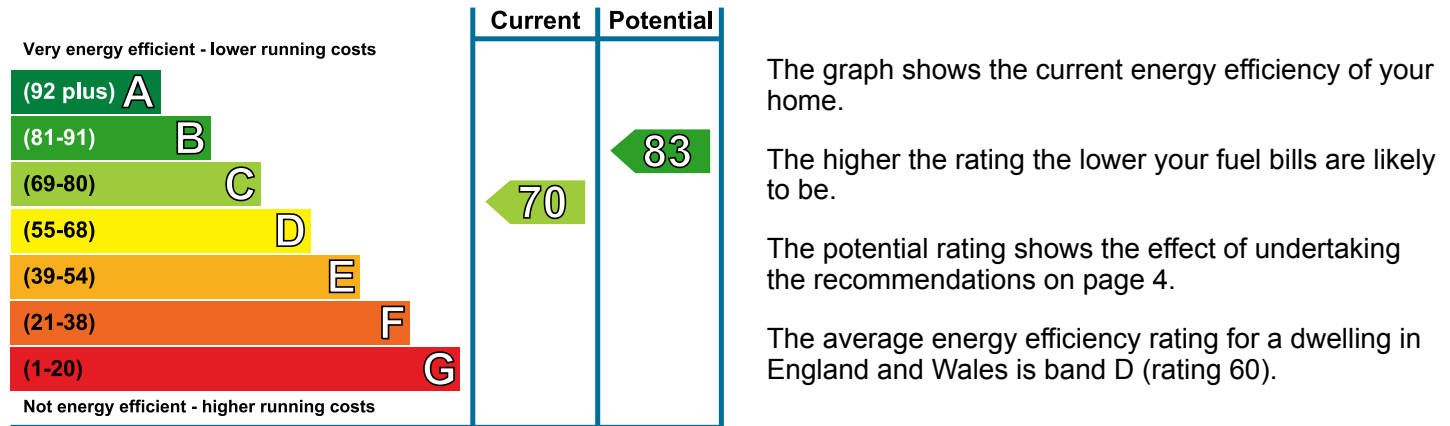 Current Potential
Very energy efficient - lower running costs
(92 plus) A
(81-91) B
(69-80) C
(55-68) D
(39-54) E
(21-38) F
(1-20) G
Not energy efficient - higher running costs
70
83
The graph shows the current energy efficiency of your
home.
The higher the rating the lower your fuel bills are likely
to be.
The potential rating shows the effect of undertaking
the recommendations on page 4.
The average energy efficiency rating for a dwelling in
England and Wales is band D (rating 60).